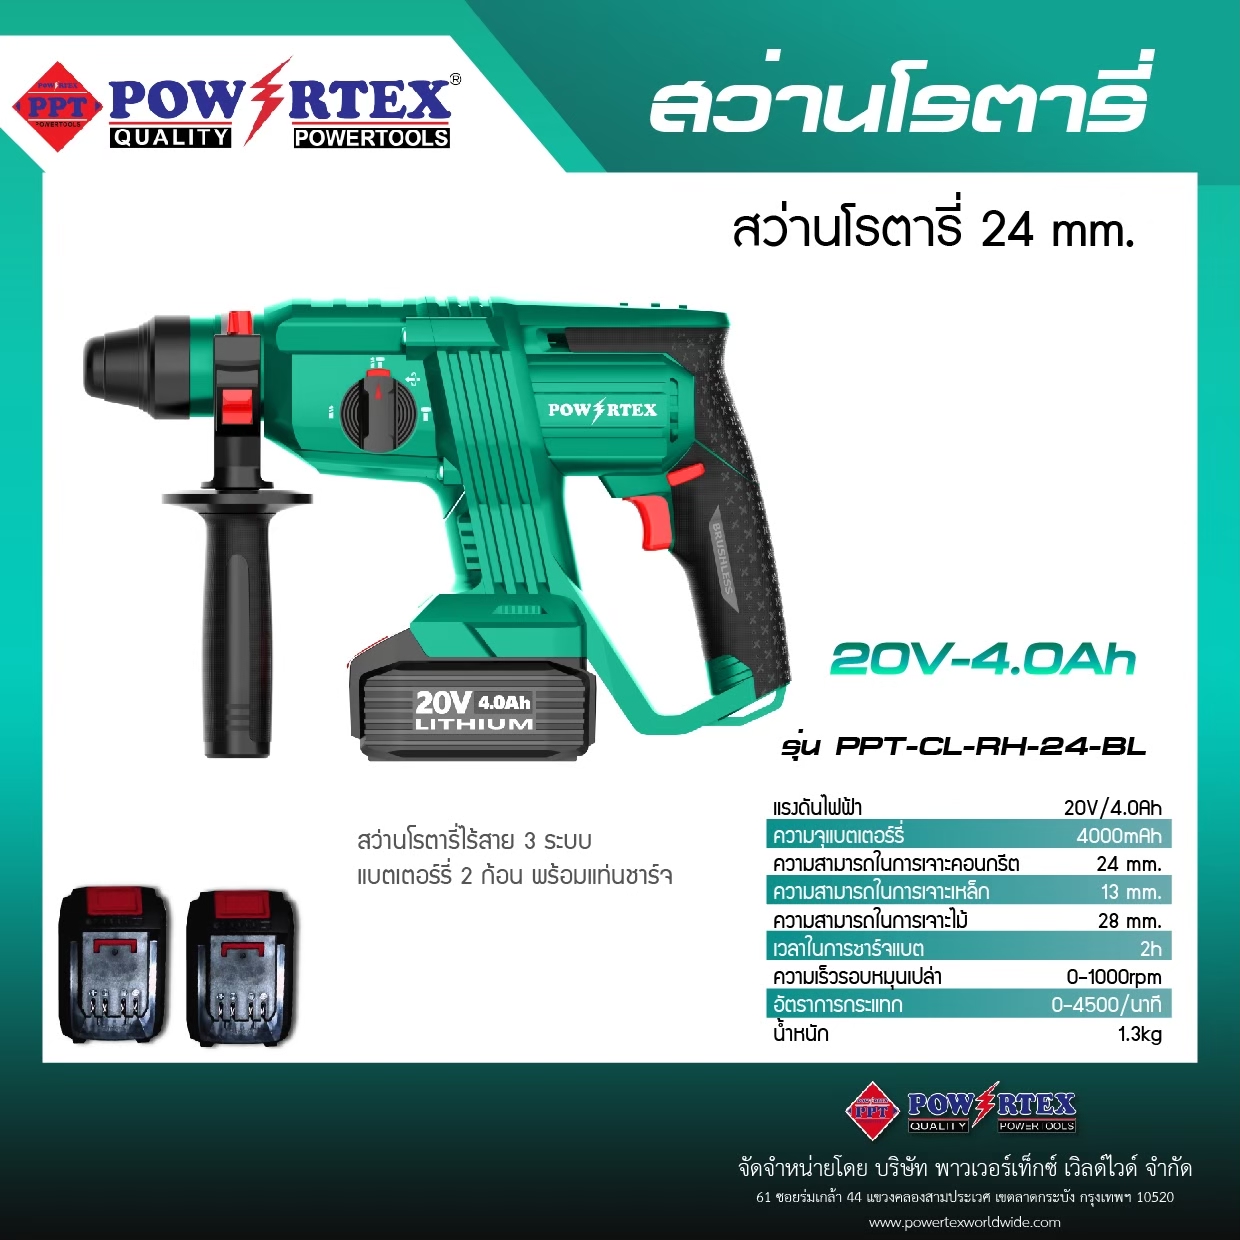 POWERTEX
PPT
POWERTOOLS
POWERTEX®
QUALITY POWERTOOLS
สว่านโรตารี่
สว่านโรตารี่ 24 mm.
POWERTEX
BRUSHLESS
20V 4.0Ah
LITHIUM
20V-4.0Ah
รุ่น PPT-CL-RH-24-BL
สว่านโรตารี่ไร้สาย 3 ระบบ
แบตเตอร์รี่ 2 ก้อน พร้อมแท่นชาร์จ
แรงดันไฟฟ้า 20V/4.0Ah
ความจุแบตเตอร์รี่ 4000mAh
ความสามารถในการเจาะคอนกรีต 24 mm.
ความสามารถในการเจาะเหล็ก 13 mm.
ความสามารถในการเจาะไม้ 28 mm.
เวลาในการชาร์จแบต 2h
ความเร็วรอบหมุนเปล่า 0-1000rpm
อัตราการกระแทก 0-4500/นาที
น้ำหนัก 1.3kg
PPT POWERTEX
QUALITY POWERTOOLS
จัดจำหน่ายโดย บริษัท พาวเวอร์เท็กซ์ เวิลด์ไวด์ จำกัด
61 ซอยร่มเกล้า 44 แขวงคลองสามประเวศ เขตลาดกระบัง กรุงเทพฯ 10520
www.powertexworldwide.com